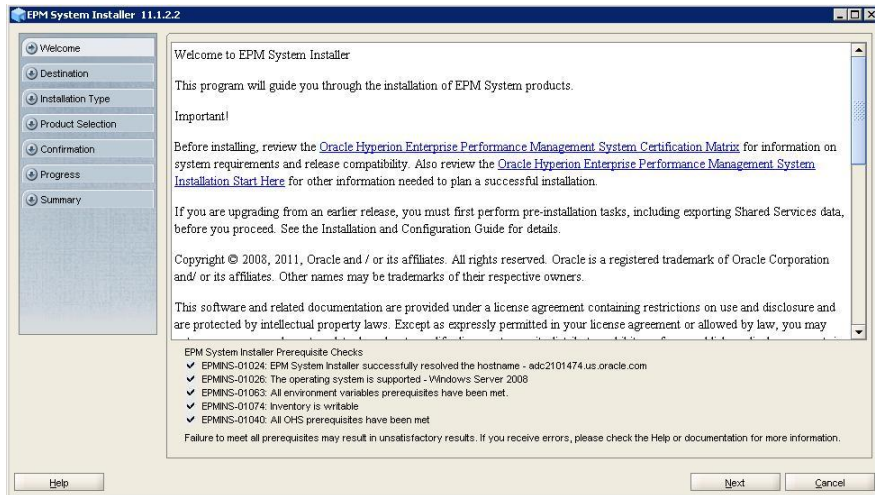 EPM System Installer 11.1.2.2
Welcome
Destination
Installation Type
Product Selection
Confirmation
Progress
Summary
Welcome to EPM System Installer
This program will guide you through the installation of EPM System products.
Important!
Before installing, review the Oracle Hyperion Enterprise Performance Management System Certification Matrix for information on
system requirements and release compatibility. Also review the Oracle Hyperion Enterprise Performance Management System
Installation Start Here for other information needed to plan a successful installation.
If you are upgrading from an earlier release, you must first perform pre-installation tasks, including exporting Shared Services data,
before you proceed. See the Installation and Configuration Guide for details.
Copyright © 2008, 2011, Oracle and / or its affiliates. All rights reserved. Oracle is a registered trademark of Oracle Corporation
and/ or its affiliates. Other names may be trademarks of their respective owners.
This software and related documentation are provided under a license agreement containing restrictions on use and disclosure and
are protected by intellectual property laws. Except as expressly permitted in your license agreement or allowed by law, you may
EPM System Installer Prerequisite Checks
EPMINS-01024: EPM System Installer successfully resolved the hostname - adc2101474.us.oracle.com
EPMINS-01026: The operating system is supported - Windows Server 2008
EPMINS-01063: All environment variables prerequisites have been met.
EPMINS-01074: Inventory is writable
EPMINS-01040: All OHS prerequisites have been met
Failure to meet all prerequisites may result in unsatisfactory results. If you receive errors, please check the Help or documentation for more information.
Help
Next
Cancel